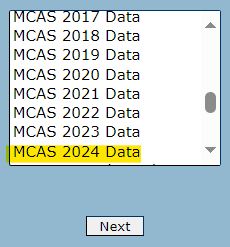 MCAS 2017 Data
MCAS 2018 Data
MCAS 2019 Data
MCAS 2020 Data
MCAS 2021 Data
MCAS 2022 Data
MCAS 2023 Data
MCAS 2024 Data
Next